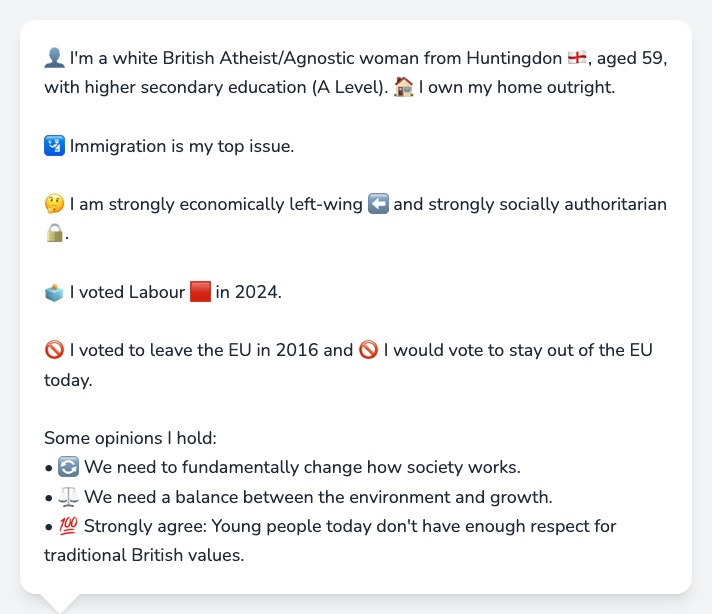 👤 I'm a white British Atheist/Agnostic woman from Huntingdon 🏴󠁧󠁢󠁥󠁮󠁧󠁿, aged 59,
with higher secondary education (A Level). 🏠 I own my home outright.
🛂 Immigration is my top issue.
🤔 I am strongly economically left-wing ⬅️ and strongly socially authoritarian
🔒.
🗳️ I voted Labour 🟥 in 2024.
🚫 I voted to leave the EU in 2016 and 🚫 I would vote to stay out of the EU
today.
Some opinions I hold:
• 🔄 We need to fundamentally change how society works.
• ⚖️ We need a balance between the environment and growth.
• 💯 Strongly agree: Young people today don't have enough respect for
traditional British values.